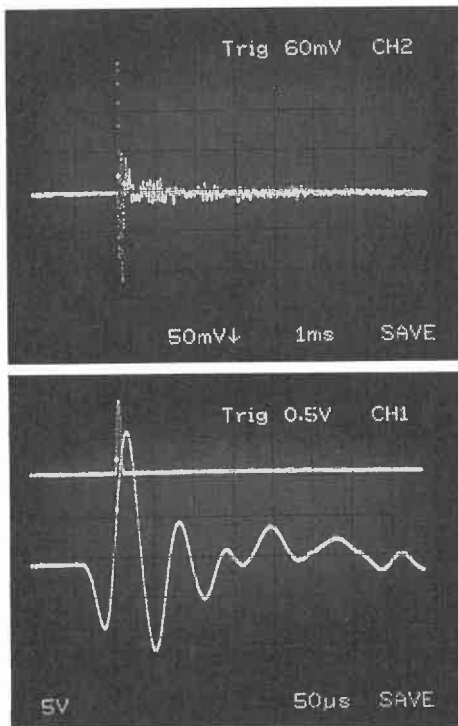 Trig 60mV CH2
50mV↓ 1ms SAVE
Trig 0.5V CH1
5V 50µs SAVE